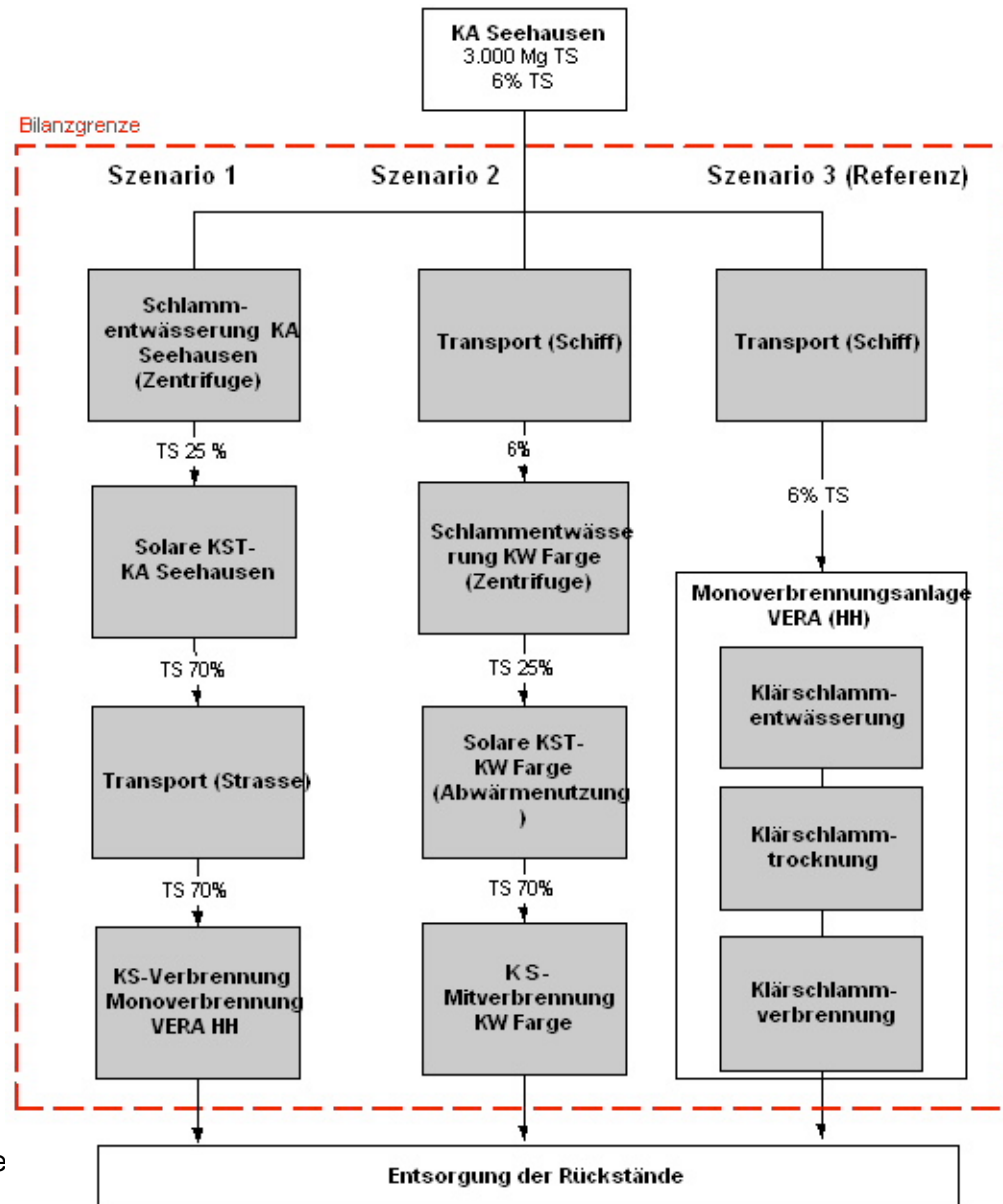 KA Seehausen
3.000 Mg TS
6% TS
Bilanzgrenze
Szenario 1
Szenario 2
Szenario 3 (Referenz)
Schlamm-
entwässerung KA
Seehausen
(Zentrifuge)
TS 25 %
Solare KST-
KA Seehausen
TS 70%
Transport (Strasse)
TS 70%
KS-Verbrennung
Monoverbrennung
VERA HH
Transport (Schiff)
6%
Schlammentwässe
rung KW Farge
(Zentrifuge)
TS 25%
Solare KST-
KW Farge
(Abwärmenutzung
)
TS 70%
K S-
Mitverbrennung
KW Farge
Transport (Schiff)
6% TS
Monoverbrennungsanlage
VERA (HH)
Klärschlamm-
entwässerung
Klärschlamm-
trocknung
Klärschlamm-
verbrennung
e
Entsorgung der Rückstände